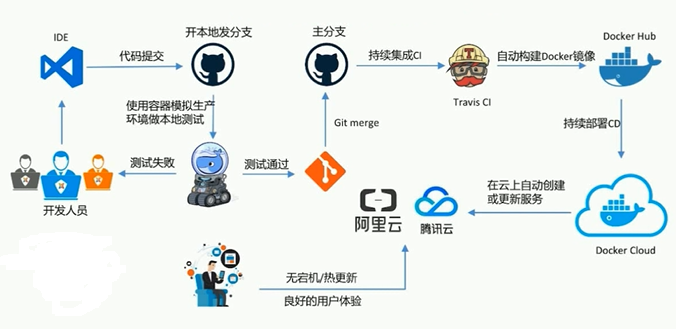 IDE
开本地发分支
主分支
Docker Hub
代码提交
持续集成CI
自动构建Docker镜像
Travis CI
使用容器模拟生产
环境做本地测试
Git merge
持续部署CD
测试失败
测试通过
开发人员
在云上自动创建
或更新服务
阿里云
腾讯云
Docker Cloud
无宕机/热更新
良好的用户体验